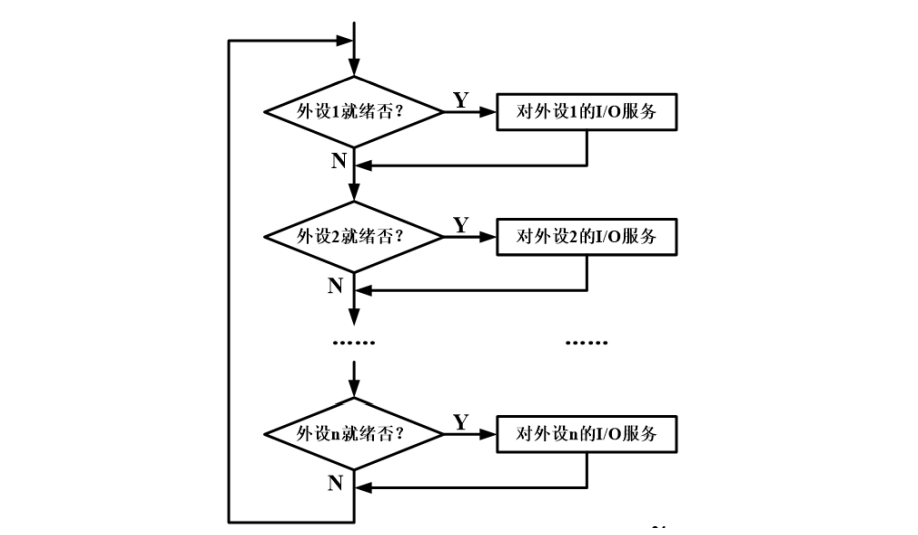 外设1就绪否？
Y
对外设1的I/O服务
N
外设2就绪否？
Y
对外设2的I/O服务
N
…… ……
外设n就绪否？
Y
对外设n的I/O服务
N